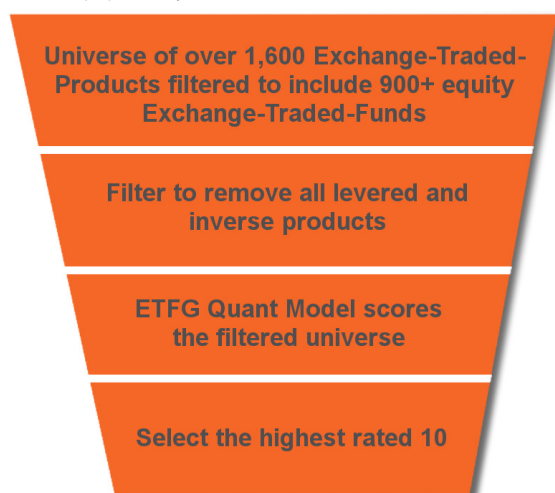 Universe of over 1,600 Exchange-Traded-
Products filtered to include 900+ equity
Exchange-Traded-Funds
Filter to remove all levered and
inverse products
ETFG Quant Model scores
the filtered universe
Select the highest rated 10